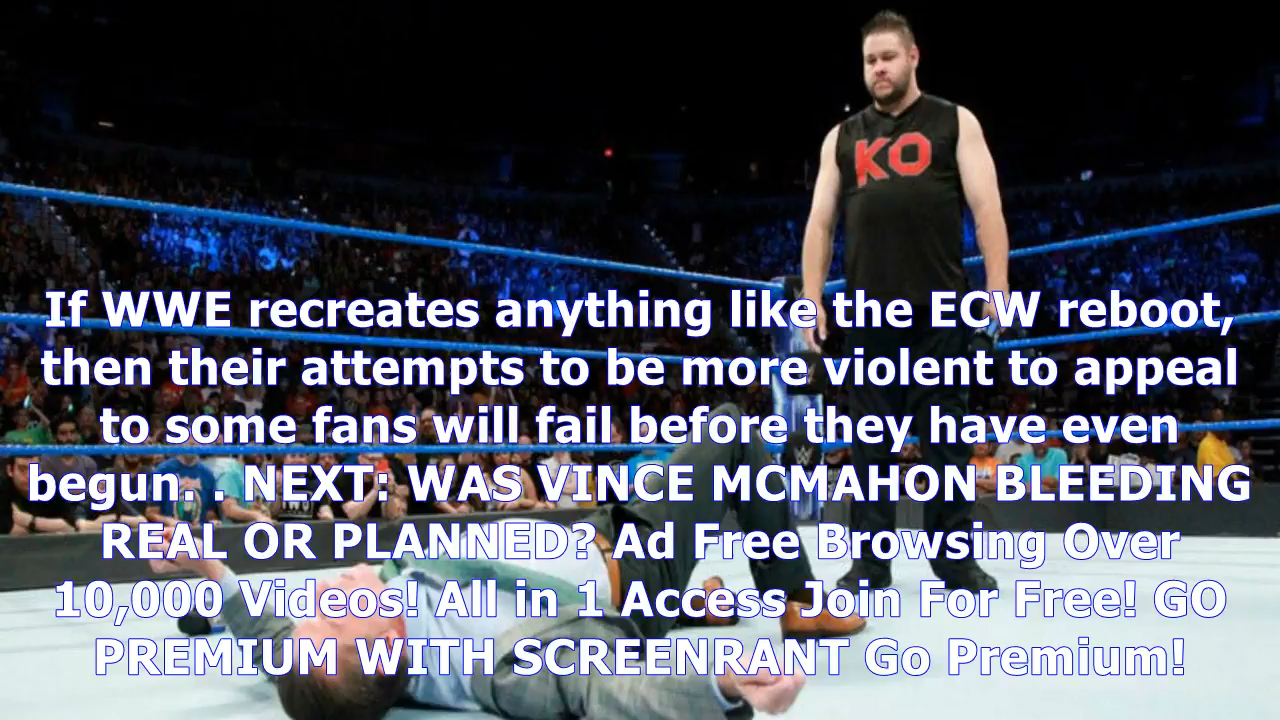 KO
If WWE recreates anything like the ECW reboot,
then their attempts to be more violent to appeal
to some fans will fail before they have even
begun. . NEXT: WAS VINCE MCMAHON BLEEDING
REAL OR PLANNED? Ad Free Browsing Over
10,000 Videos! All in 1 Access Join For Free! GO
PREMIUM WITH SCREENRANT Go Premium!